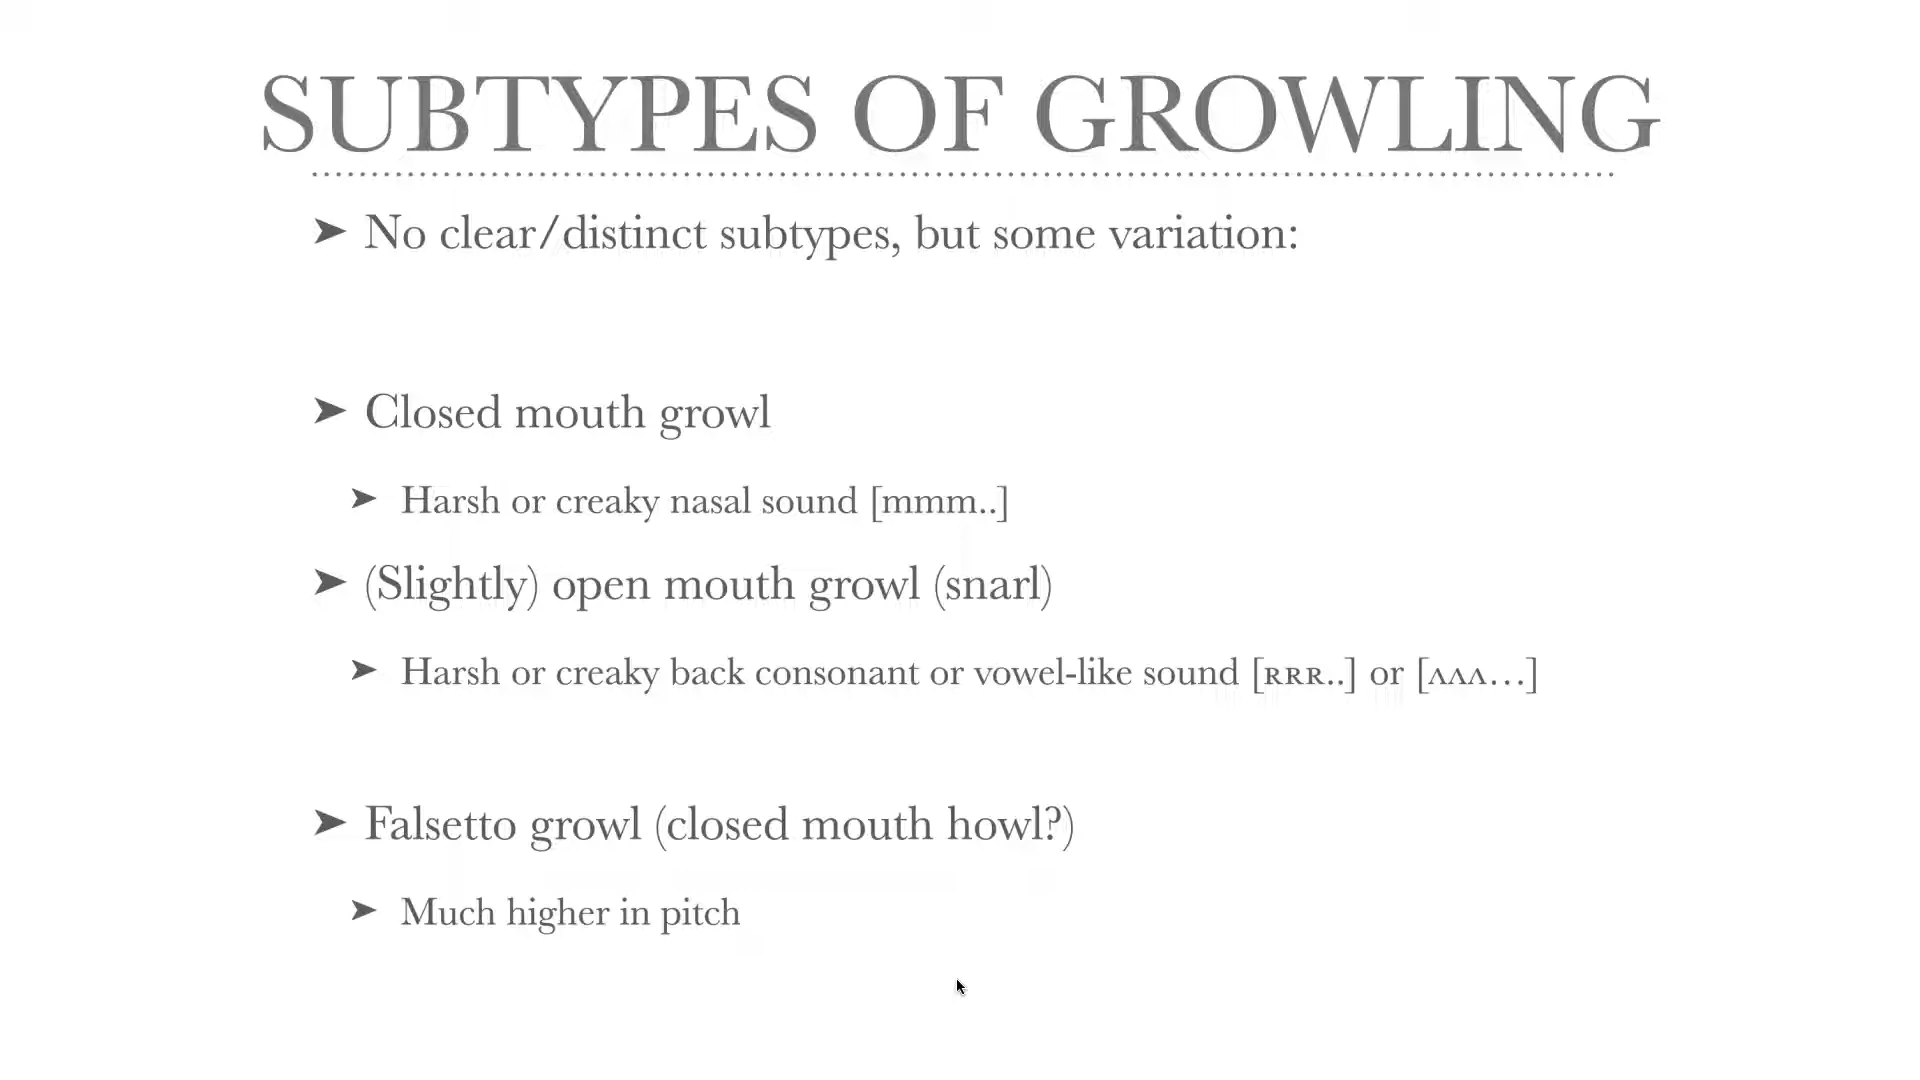 SUBTYPES OF GROWLING
➤ No clear/distinct subtypes, but some variation:
➤ Closed mouth growl
➤ Harsh or creaky nasal sound [mmm..]
➤ (Slightly) open mouth growl (snarl)
➤ Harsh or creaky back consonant or vowel-like sound [ʀʀʀ..] or [ʌʌʌ…]
➤ Falsetto growl (closed mouth howl?)
➤ Much higher in pitch